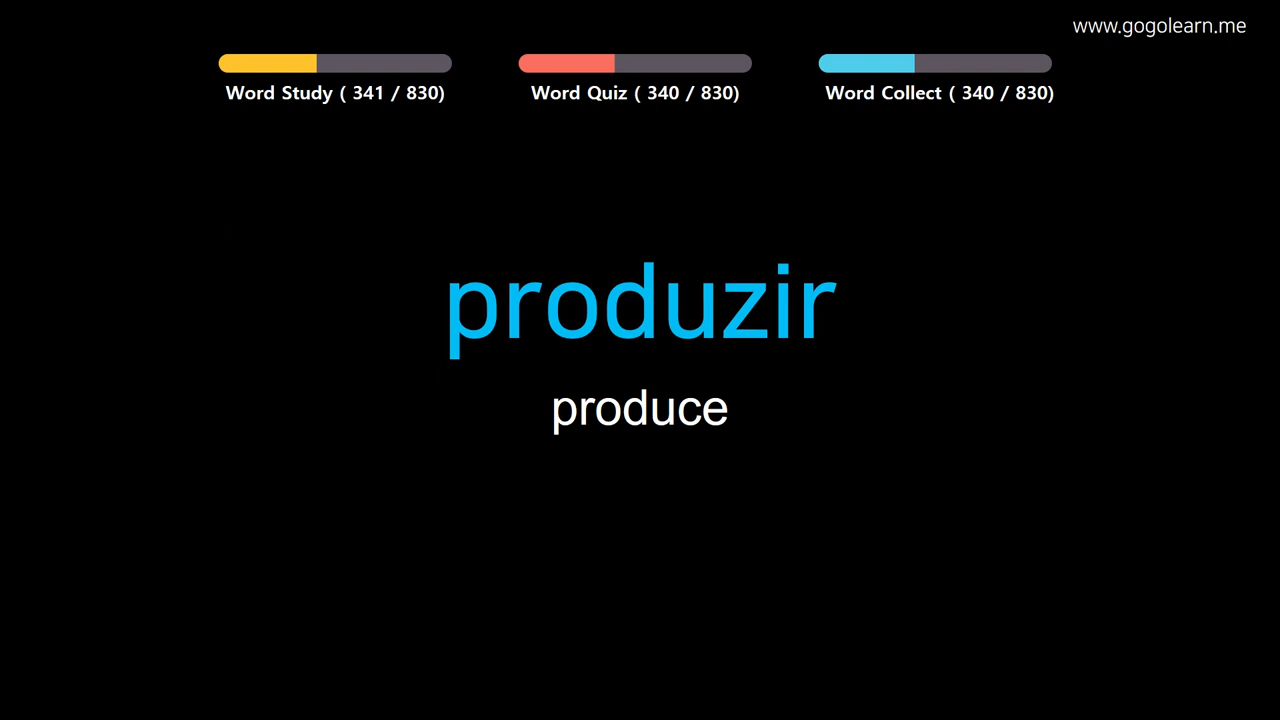 www.gogolearn.me
Word Study ( 341 / 830)
Word Quiz ( 340 / 830)
Word Collect ( 340 / 830)
produzir
produce